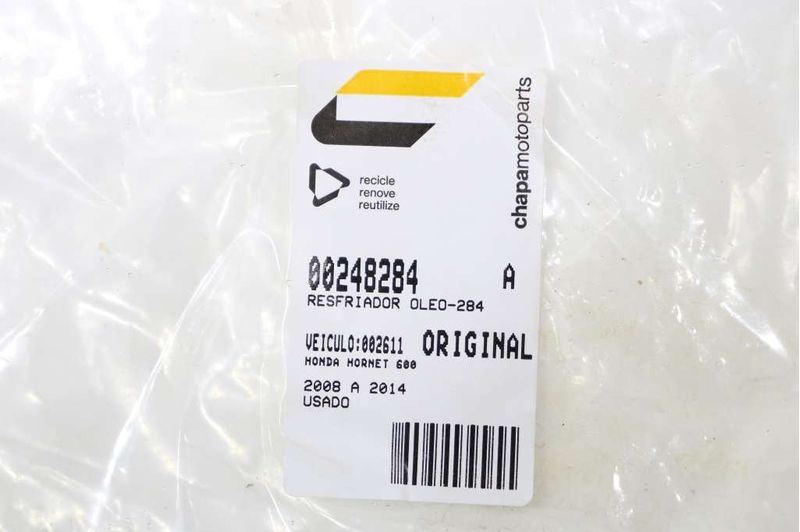 chapamotoparts
recicle
renove
reutilize
00248284 A
RESFRIADOR OLEO-284
VEICULO:002611 ORIGINAL
HONDA HORNET 600
2008 A 2014
USADO